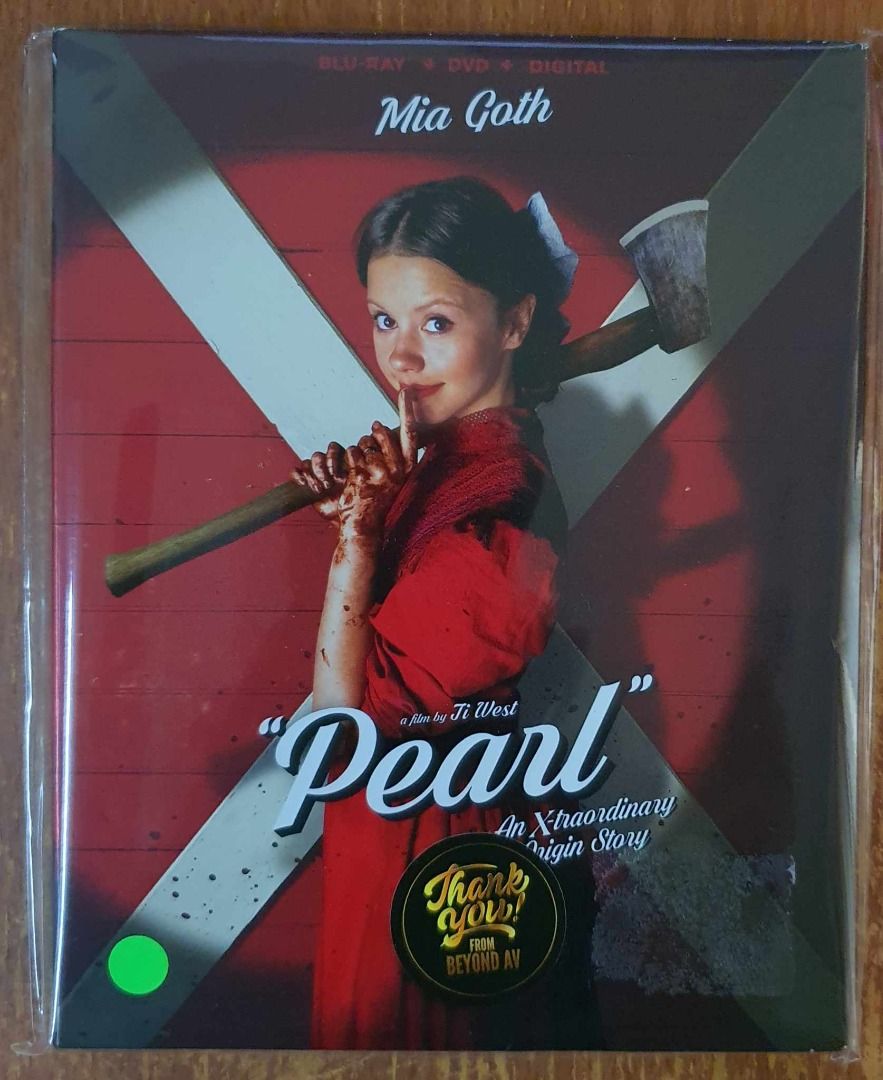 BLU-RAY + DVD + DIGITAL
Mia Goth
a film by Ti West
"Pearl"
An X-traordinary
Origin Story
Thank
You!
FROM
BEYOND AV